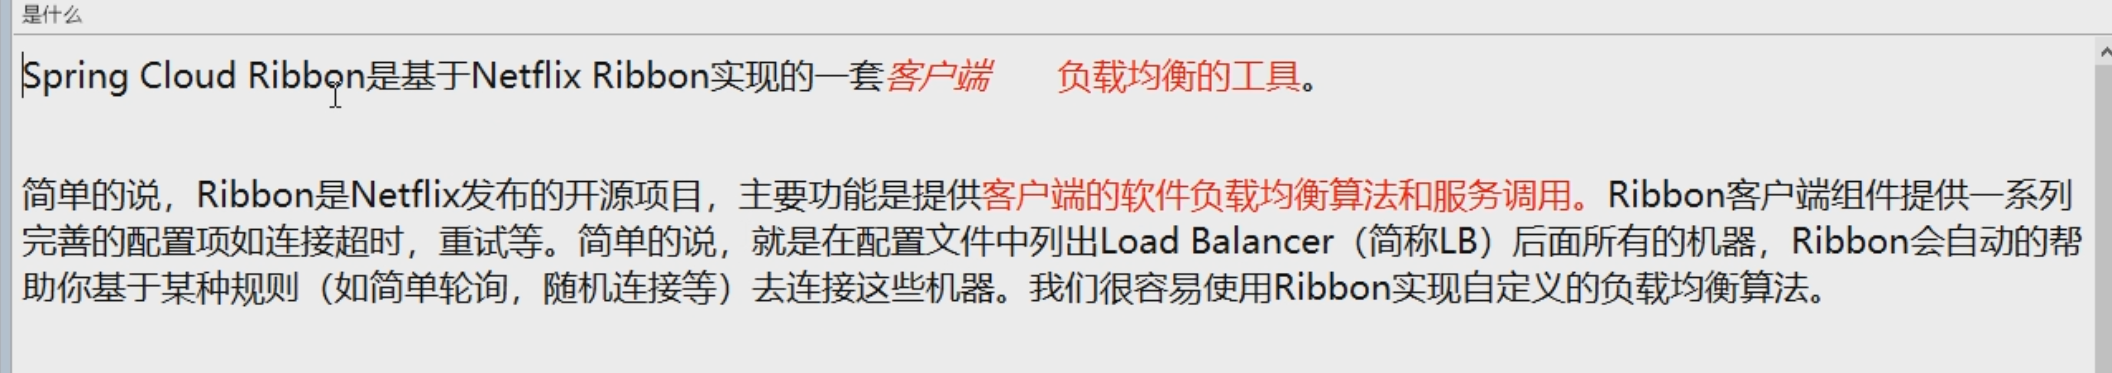 是什么
Spring Cloud Ribbon是基于Netflix Ribbon实现的一套客户端 负载均衡的工具。
简单的说，Ribbon是Netflix发布的开源项目，主要功能是提供客户端的软件负载均衡算法和服务调用。Ribbon客户端组件提供一系列
完善的配置项如连接超时，重试等。简单的说，就是在配置文件中列出Load Balancer（简称LB）后面所有的机器，Ribbon会自动的帮
助你基于某种规则（如简单轮询，随机连接等）去连接这些机器。我们很容易使用Ribbon实现自定义的负载均衡算法。